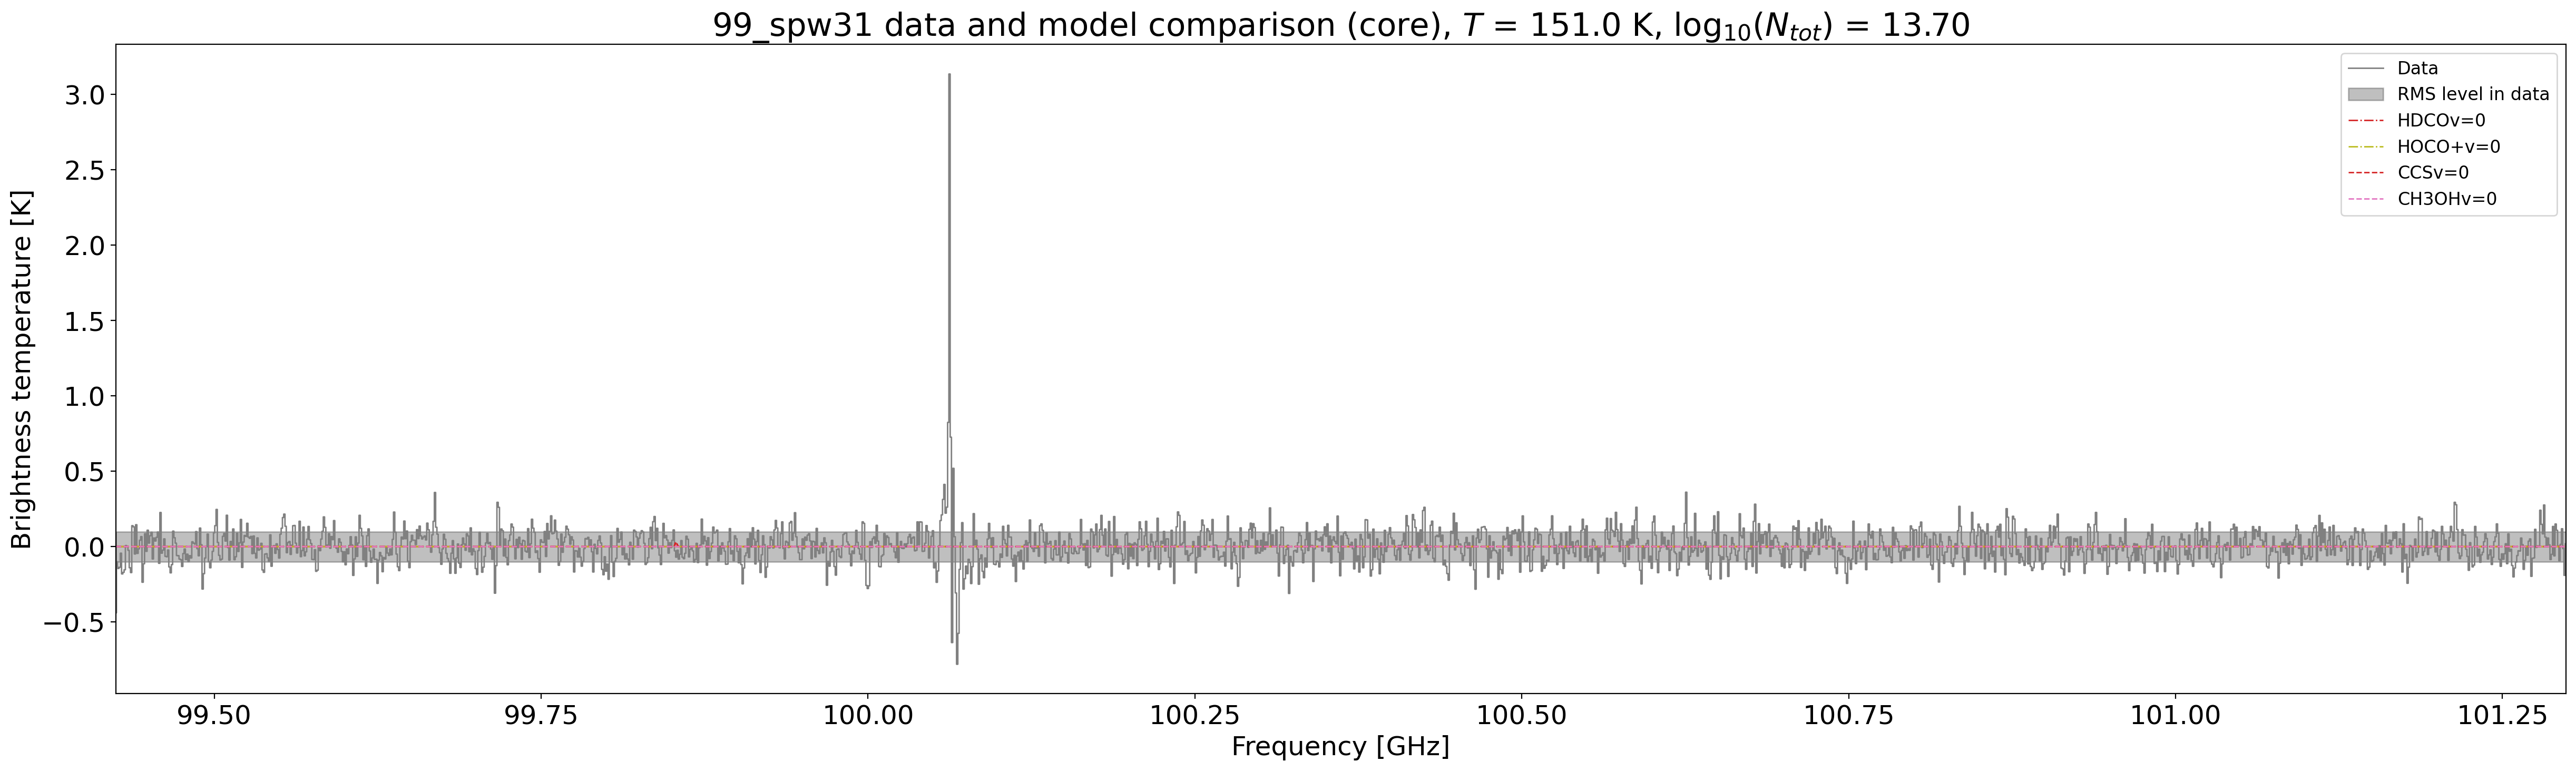 99_spw31 data and model comparison (core), T = 151.0 K, log₁₀(Nₜₒₜ) = 13.70
Brightness temperature [K]
3.0
2.5
2.0
1.5
1.0
0.5
0.0
−0.5
Data
RMS level in data
HDCOv=0
HOCO+v=0
CCSv=0
CH3OHv=0
99.50
99.75
100.00
100.25
100.50
100.75
101.00
101.25
Frequency [GHz]